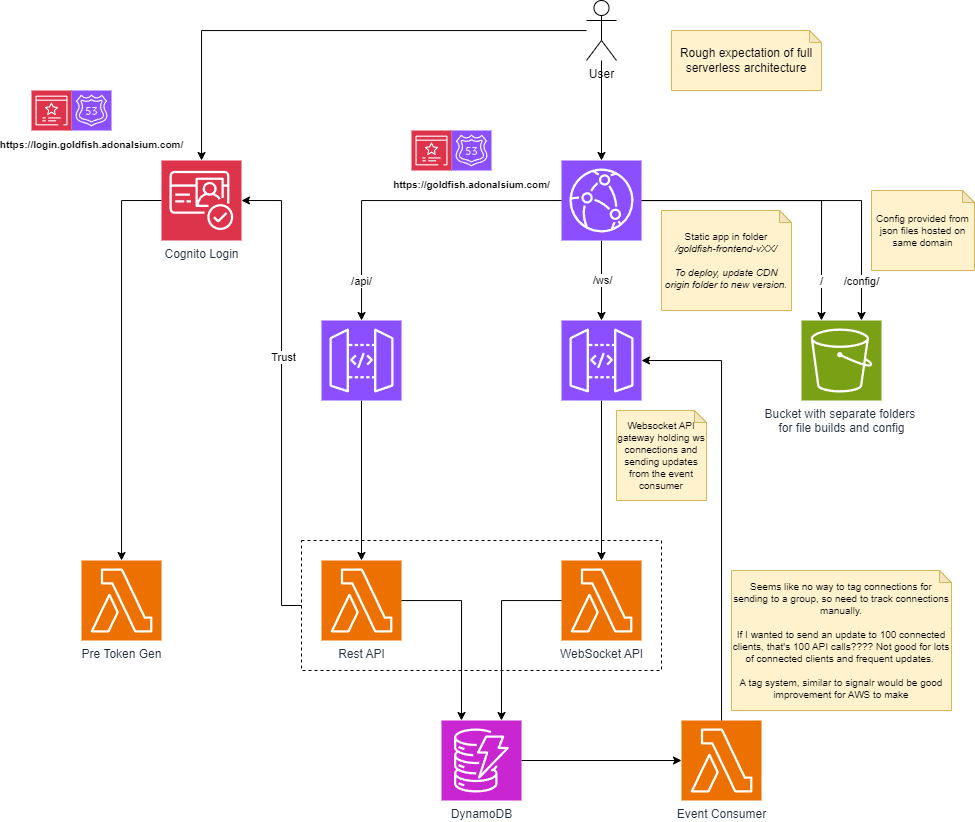 User
Rough expectation of full
serverless architecture
53
https://login.goldfish.adonalsium.com/
53
https://goldfish.adonalsium.com/
Cognito Login
Static app in folder
/goldfish-frontend-vXX/
To deploy, update CDN
origin folder to new version.
Config provided from
json files hosted on
same domain
/api/
/ws/
/
/config/
Trust
</>
</>
Bucket with separate folders
for file builds and config
Websocket API
gateway holding ws
connections and
sending updates
from the event
consumer
Pre Token Gen
Rest API
WebSocket API
Seems like no way to tag connections for
sending to a group, so need to track connections
manually.
If I wanted to send an update to 100 connected
clients, that's 100 API calls???? Not good for lots
of connected clients and frequent updates.
A tag system, similar to signalr would be good
improvement for AWS to make
DynamoDB
Event Consumer